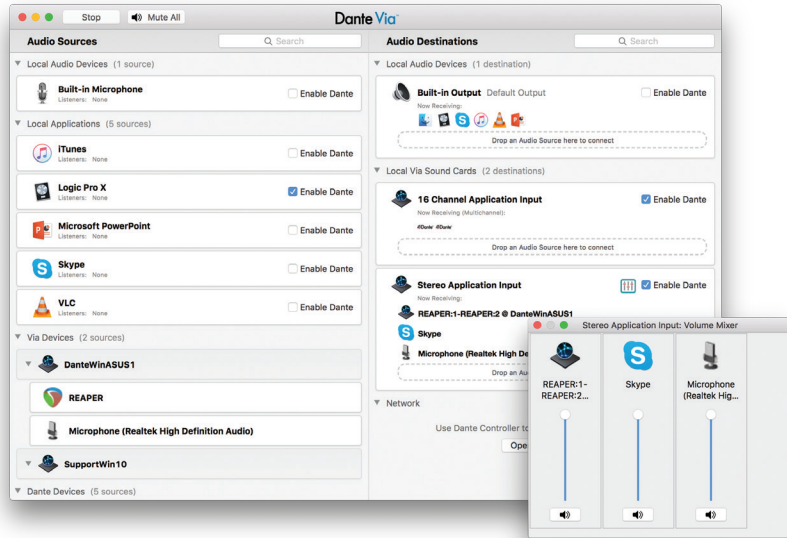 Stop
Mute All
Dante Via
Audio Sources
Search
Local Audio Devices (1 source)
Built-in Microphone
Listeners: None
Enable Dante
Local Applications (5 sources)
iTunes
Listeners: None
Enable Dante
Logic Pro X
Listeners: None
Enable Dante
Microsoft PowerPoint
Listeners: None
Enable Dante
Skype
Listeners: None
Enable Dante
VLC
Listeners: None
Enable Dante
Via Devices (2 sources)
DanteWinASUS1
REAPER
Microphone (Realtek High Definition Audio)
SupportWin10
Dante Devices (5 sources)
Audio Destinations
Search
Local Audio Devices (1 destination)
Built-in Output Default Output
Enable Dante
Now Receiving:
Drop an Audio Source here to connect
Local Via Sound Cards (2 destinations)
16 Channel Application Input
Enable Dante
Now Receiving (Multichannel):
Dante Dante
Drop an Audio Source here to connect
Stereo Application Input
Enable Dante
Now Receiving:
REAPER:1-REAPER:2 @ DanteWinASUS1
Skype
Microphone (Realtek High De
Drop an Au
Network
Use Dante Controller to
Ope
Stereo Application Input: Volume Mixer
REAPER:1-
REAPER:2...
Skype
Microphone
(Realtek Hig...